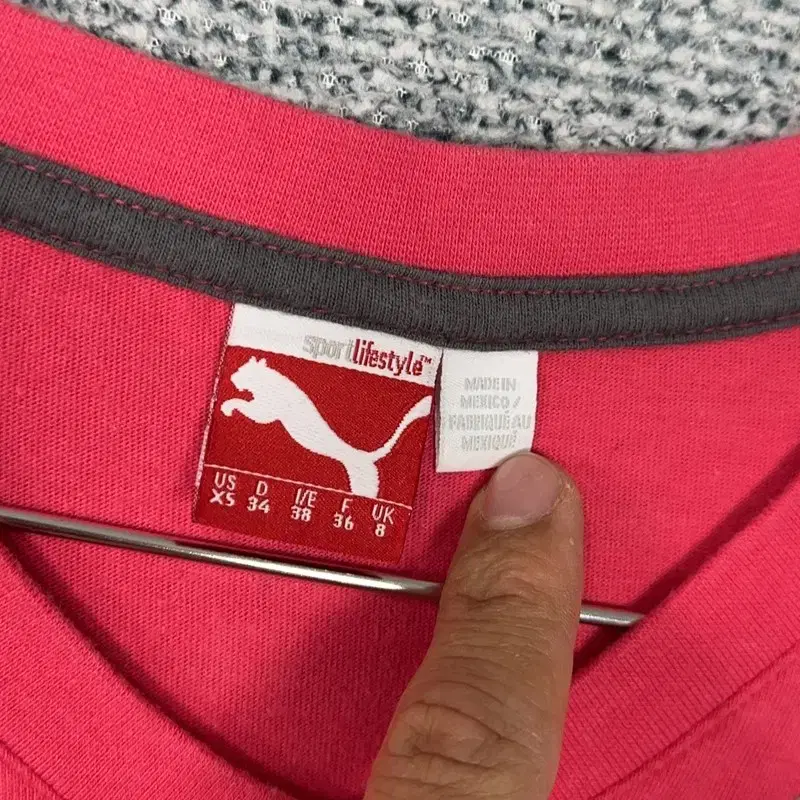 sportlifestyle™
US D I/E F UK
XS 34 38 36 8
MADE IN
MEXICO /
FABRIQUÉ AU
MEXIQUE